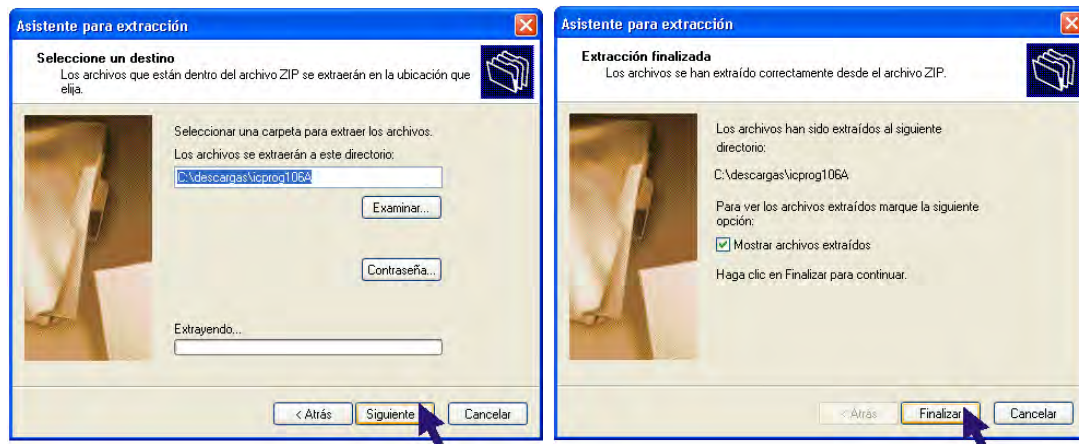 Asistente para extracción
Seleccione un destino
Los archivos que están dentro del archivo ZIP se extraerán en la ubicación que
elija.
Seleccionar una carpeta para extraer los archivos.
Los archivos se extraerán a este directorio:
C:\descargas\icprog106A
Examinar...
Contraseña...
Extrayendo...
< Atrás
Siguiente
Cancelar
Asistente para extracción
Extracción finalizada
Los archivos se han extraído correctamente desde el archivo ZIP.
Los archivos han sido extraídos al siguiente
directorio:
C:\descargas\icprog106A
Para ver los archivos extraídos marque la siguiente
opción:
Mostrar archivos extraídos
Haga clic en Finalizar para continuar.
< Atrás
Finalizar
Cancelar